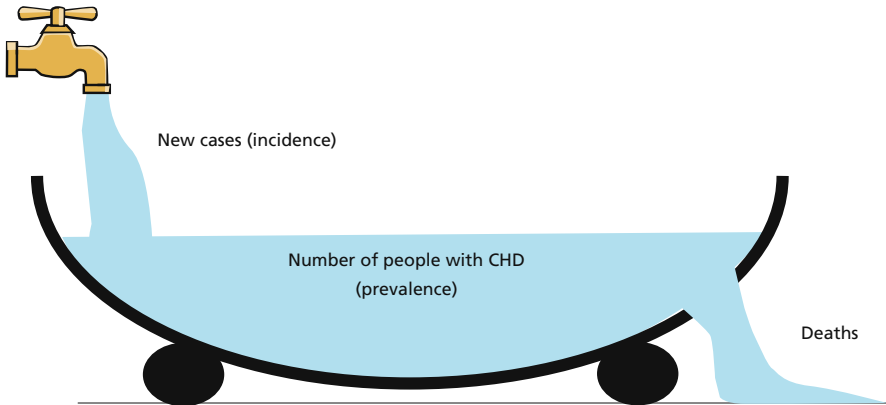 New cases (incidence)
Number of people with CHD
(prevalence)
Deaths